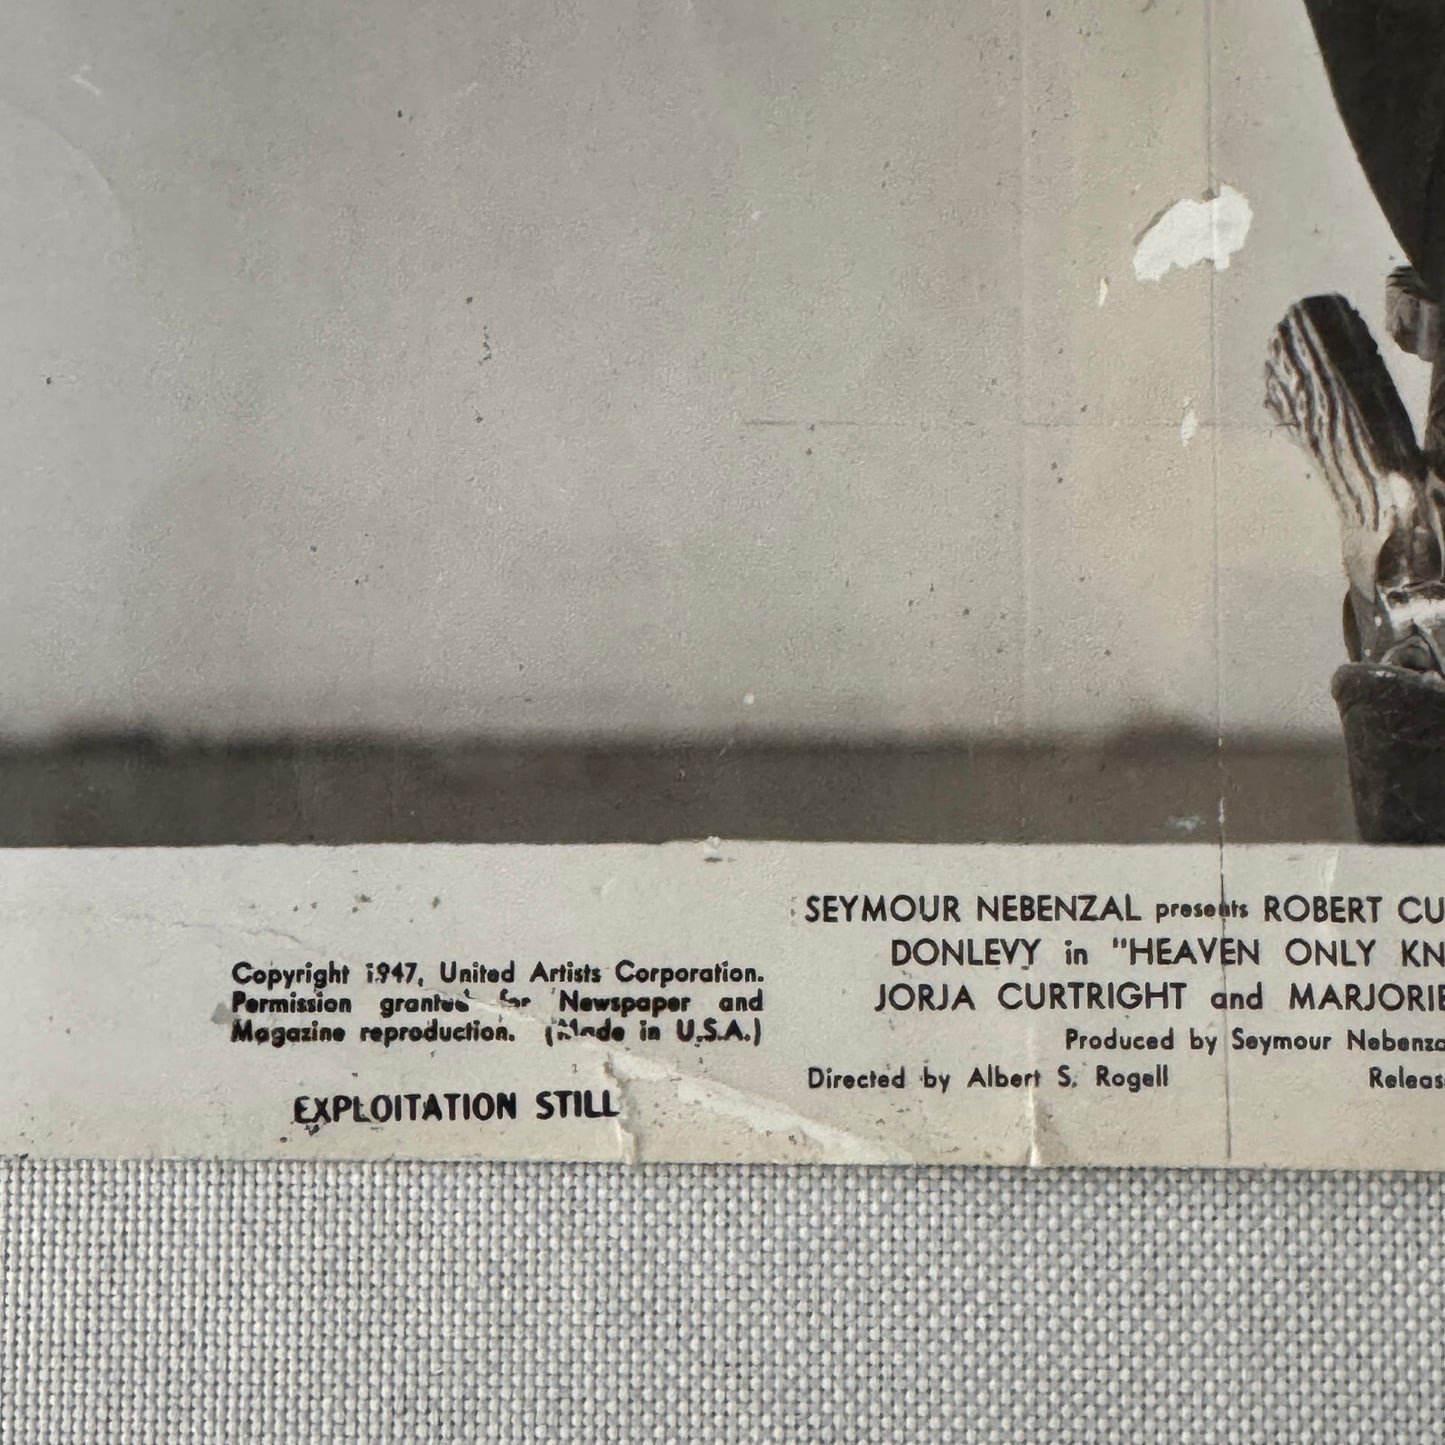 Copyright 1947, United Artists Corporation.
Permission granted for Newspaper and
Magazine reproduction. (Made in U.S.A.)
EXPLOITATION STILL
SEYMOUR NEBENZAL presents ROBERT CU
DONLEVY in "HEAVEN ONLY KN
JORJA CURTRIGHT and MARJORIE
Produced by Seymour Nebenza
Directed by Albert S. Rogell Releas